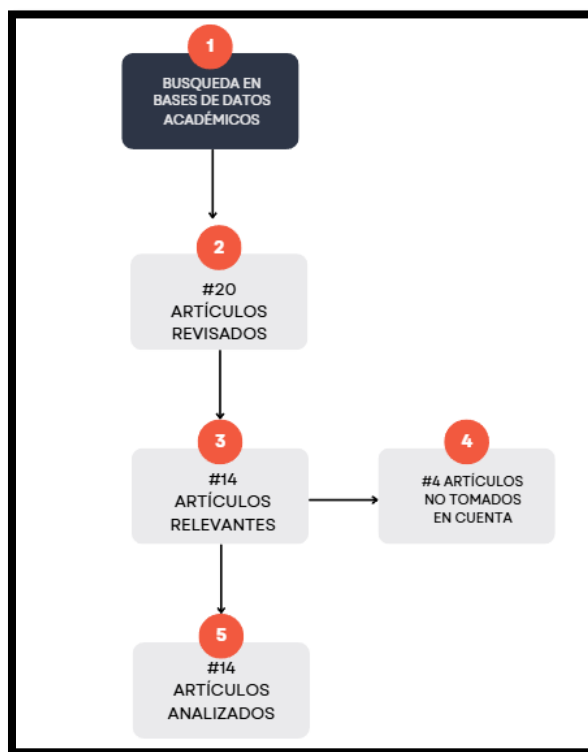 1
BUSQUEDA EN
BASES DE DATOS
ACADÉMICOS
2
#20
ARTÍCULOS
REVISADOS
3
#14
ARTÍCULOS
RELEVANTES
4
#4 ARTÍCULOS
NO TOMADOS
EN CUENTA
5
#14
ARTÍCULOS
ANALIZADOS